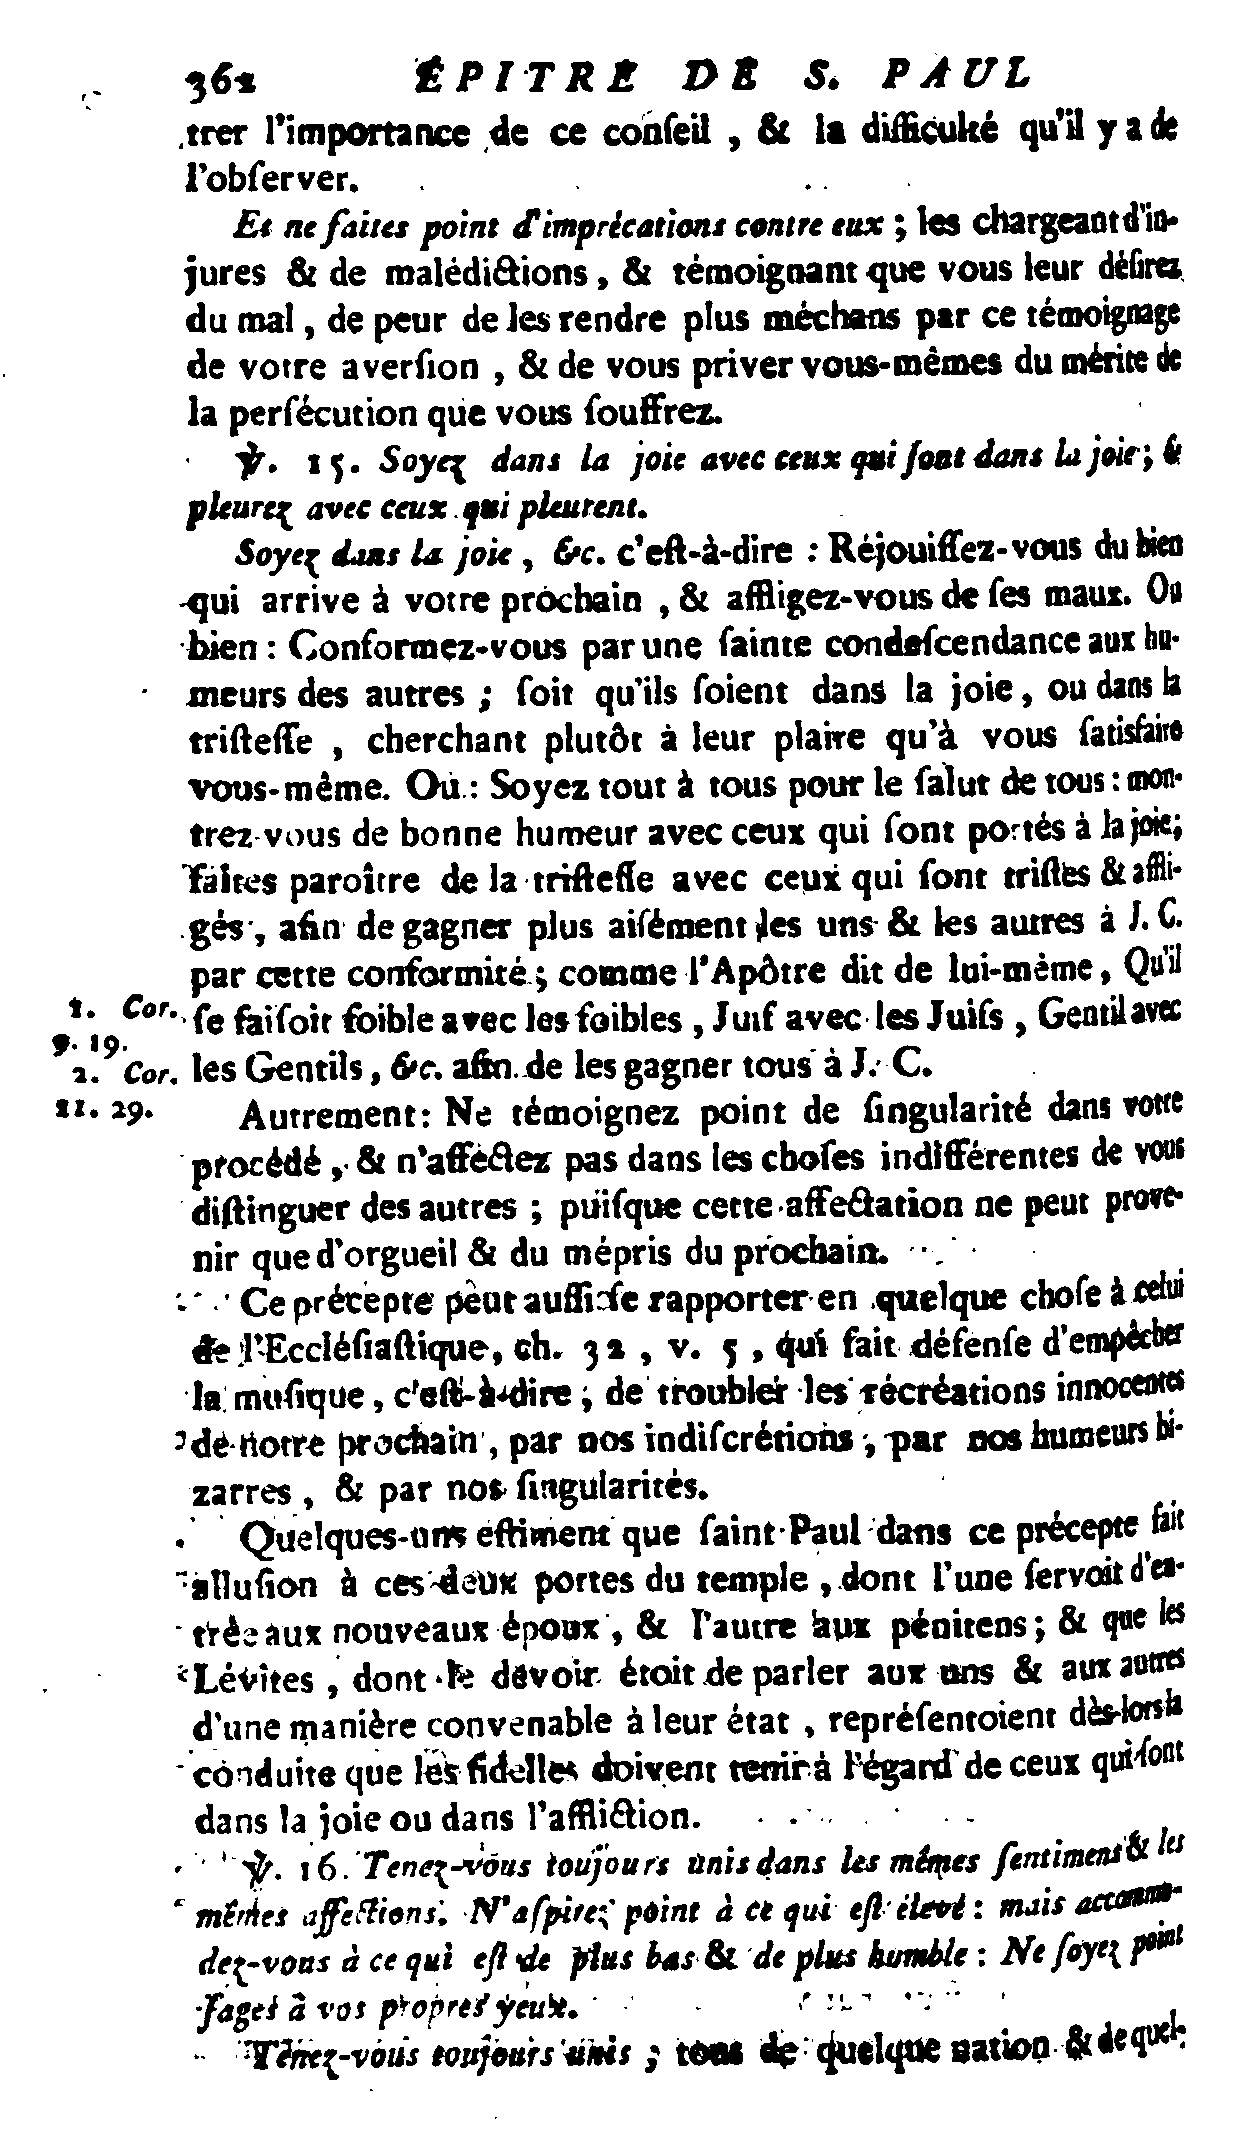 362 ÉPITRE DE S. PAUL
trer l'importance de ce conſeil , & la difficulté qu'il y a de
l'obſerver.
Et ne faites point d'imprécations contre eux ; les chargeant d'in-
jures & de malédictions , & témoignant que vous leur déſirez
du mal , de peur de les rendre plus méchans par ce témoignage
de votre averſion , & de vous priver vous-mêmes du mérite de
la perſécution que vous ſouffrez.
℣. 15. Soyez dans la joie avec ceux qui ſont dans la joie ; &
pleurez avec ceux qui pleurent.
Soyez dans la joie , &c. c'eſt-à-dire : Réjouiſſez-vous du bien
qui arrive à votre prochain , & affligez-vous de ſes maux. Ou
bien : Conformez-vous par une ſainte condeſcendance aux hu-
meurs des autres ; ſoit qu'ils ſoient dans la joie , ou dans la
triſteſſe , cherchant plutôt à leur plaire qu'à vous ſatisfaire
vous-même. Ou : Soyez tout à tous pour le ſalut de tous : mon-
trez-vous de bonne humeur avec ceux qui ſont portés à la joie ;
faites paroître de la triſteſſe avec ceux qui ſont triſtes & affli-
gés , afin de gagner plus aiſément les uns & les autres à J. C.
par cette conformité ; comme l'Apôtre dit de lui-même , Qu'il
1. Cor. ſe faiſoit foible avec les foibles , Juif avec les Juifs , Gentil avec
9. 19.
2. Cor. les Gentils , &c. afin de les gagner tous à J. C.
11. 29. Autrement : Ne témoignez point de ſingularité dans votre
procédé , & n'affectez pas dans les choſes indifférentes de vous
diſtinguer des autres ; puiſque cette affectation ne peut prove-
nir que d'orgueil & du mépris du prochain.
Ce précepte peut auſſi ſe rapporter en quelque choſe à celui
de l'Eccléſiaſtique , ch. 32 , v. 5 , qui fait défenſe d'empêcher
la muſique , c'eſt-à-dire ; de troubler les récréations innocentes
de notre prochain , par nos indiſcrétions , par nos humeurs bi-
zarres , & par nos ſingularités.
Quelques-uns eſtiment que ſaint Paul dans ce précepte fait
alluſion à ces deux portes du temple , dont l'une ſervoit d'en-
trée aux nouveaux époux , & l'autre aux pénitens ; & que les
Lévites , dont le devoir étoit de parler aux uns & aux autres
d'une manière convenable à leur état , repréſentoient dès-lors la
conduite que les fidelles doivent tenir à l'égard de ceux qui ſont
dans la joie ou dans l'affliction.
℣. 16. Tenez-vous toujours unis dans les mêmes ſentimens & les
mêmes affections. N'aſpirez point à ce qui eſt élevé : mais accommo-
dez-vous à ce qui eſt de plus bas & de plus humble : Ne ſoyez point
ſages à vos propres yeux.
Tenez-vous toujours unis ; tous de quelque nation & de quel-